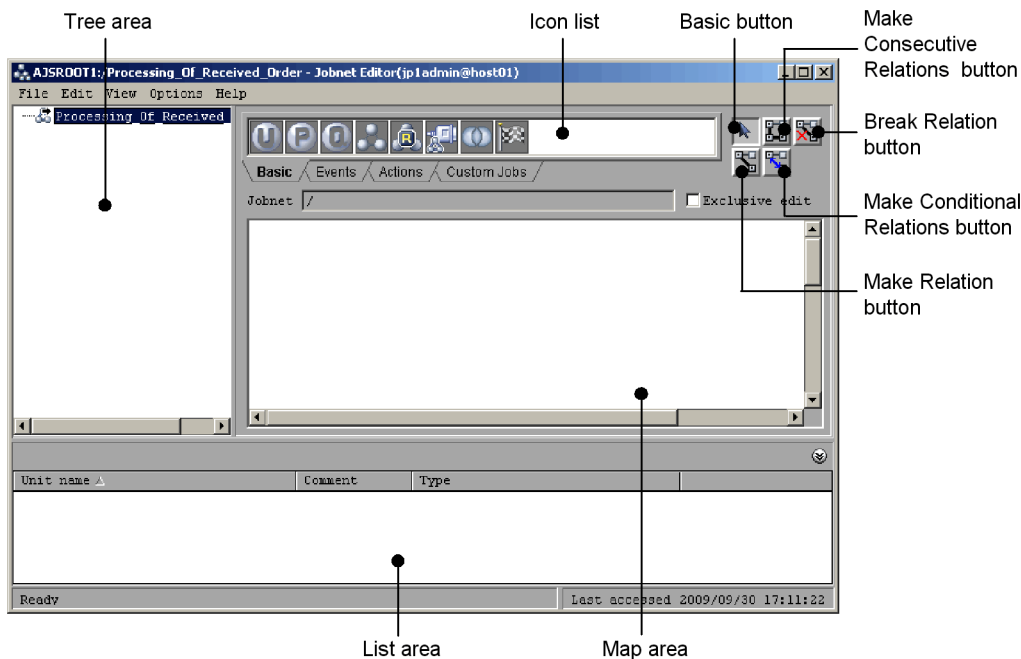 Tree area
Icon list
Basic button
Make
Consecutive
Relations button
AJSROOT1:/Processing_Of_Received_Order - Jobnet Editor(jp1admin@host01)
File Edit View Options Help
Processing_Of_Received
U P Q R
Break Relation
button
Basic Events Actions Custom Jobs
Jobnet /
Exclusive edit
Make Conditional
Relations button
Make Relation
button
Unit name Comment Type
Ready
Last accessed 2009/09/30 17:11:22
List area
Map area